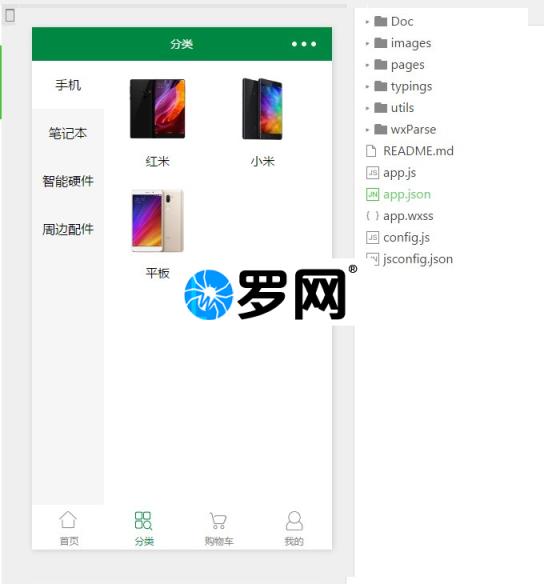 分类
手机
笔记本
智能硬件
周边配件
红米
小米
平板
罗网®
首页
分类
购物车
我的
Doc
images
pages
typings
utils
wxParse
README.md
JS app.js
JN app.json
{ } app.wxss
JS config.js
jsconfig.json